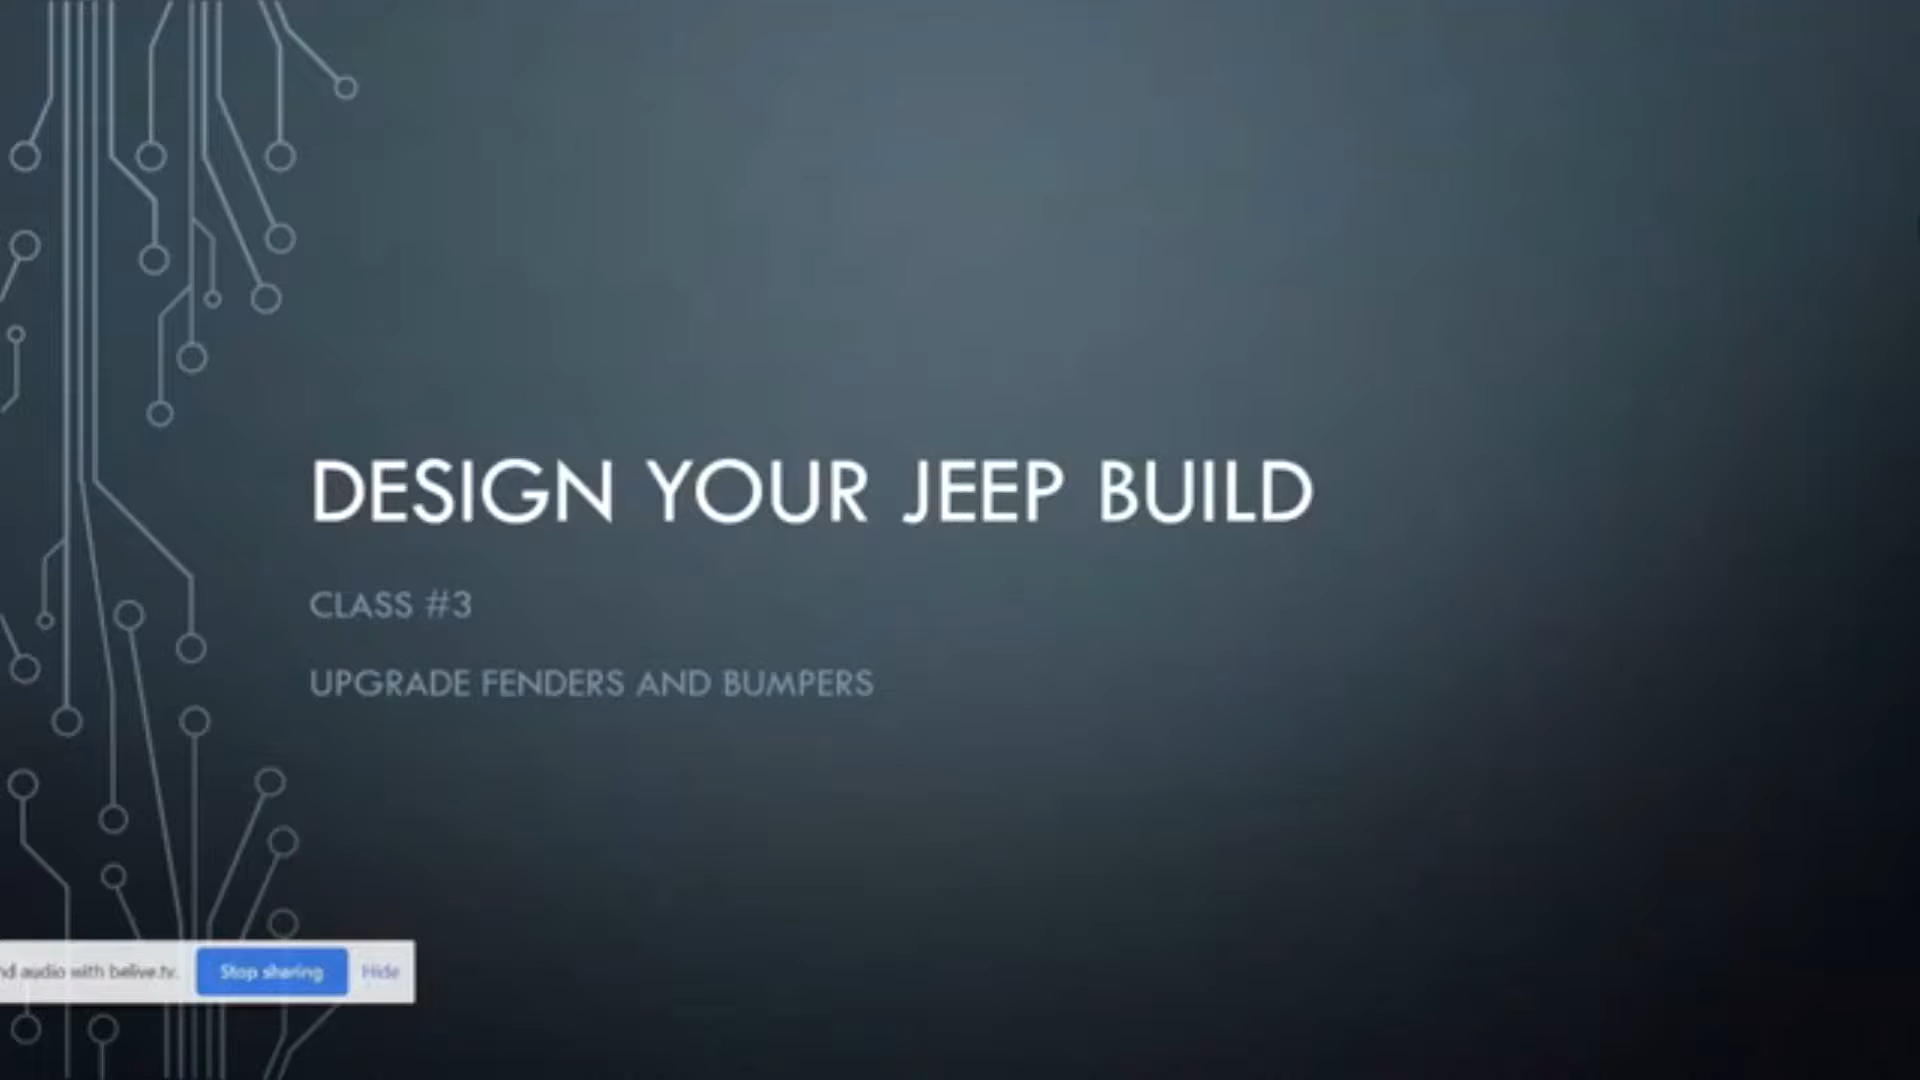 DESIGN YOUR JEEP BUILD
CLASS #3
UPGRADE FENDERS AND BUMPERS
audio with belive.tv. Stop sharing Hide